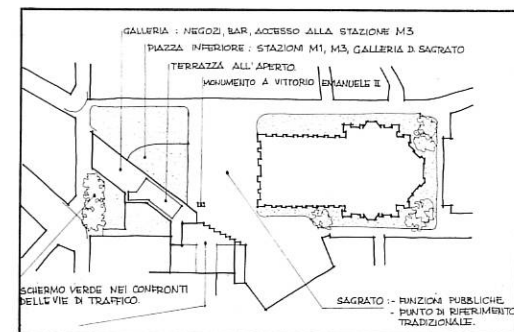 GALLERIA : NEGOZI, BAR, ACCESSO ALLA STAZIONE M3
PIAZZA INFERIORE : STAZIONI M1, M3, GALLERIA D. SAGRATO
TERRAZZA ALL'APERTO
MONUMENTO A VITTORIO EMANUELE II
SCHERMO VERDE NEI CONFRONTI
DELLE VIE DI TRAFFICO.
SAGRATO :- FUNZIONI PUBBLICHE
- PUNTO DI RIFERIMENTO
TRADIZIONALE.